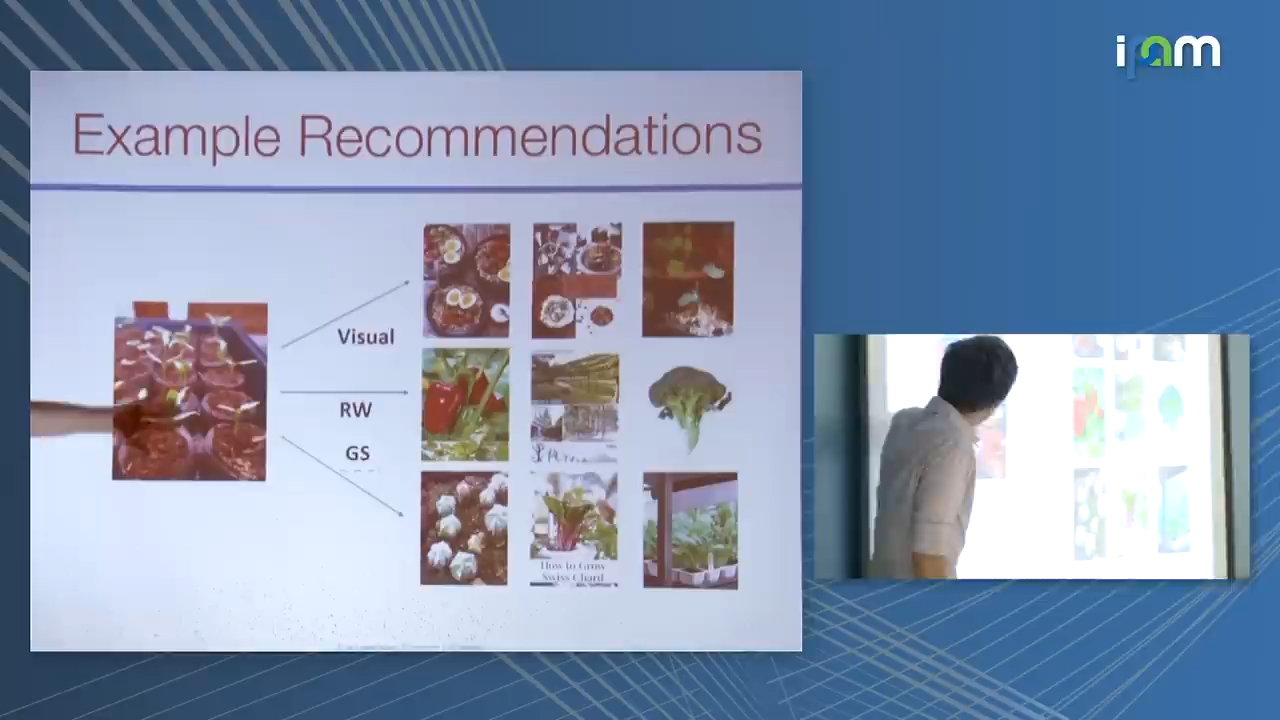 ipam
Example Recommendations
Visual
RW
GS
How to Grow
Swiss Chard